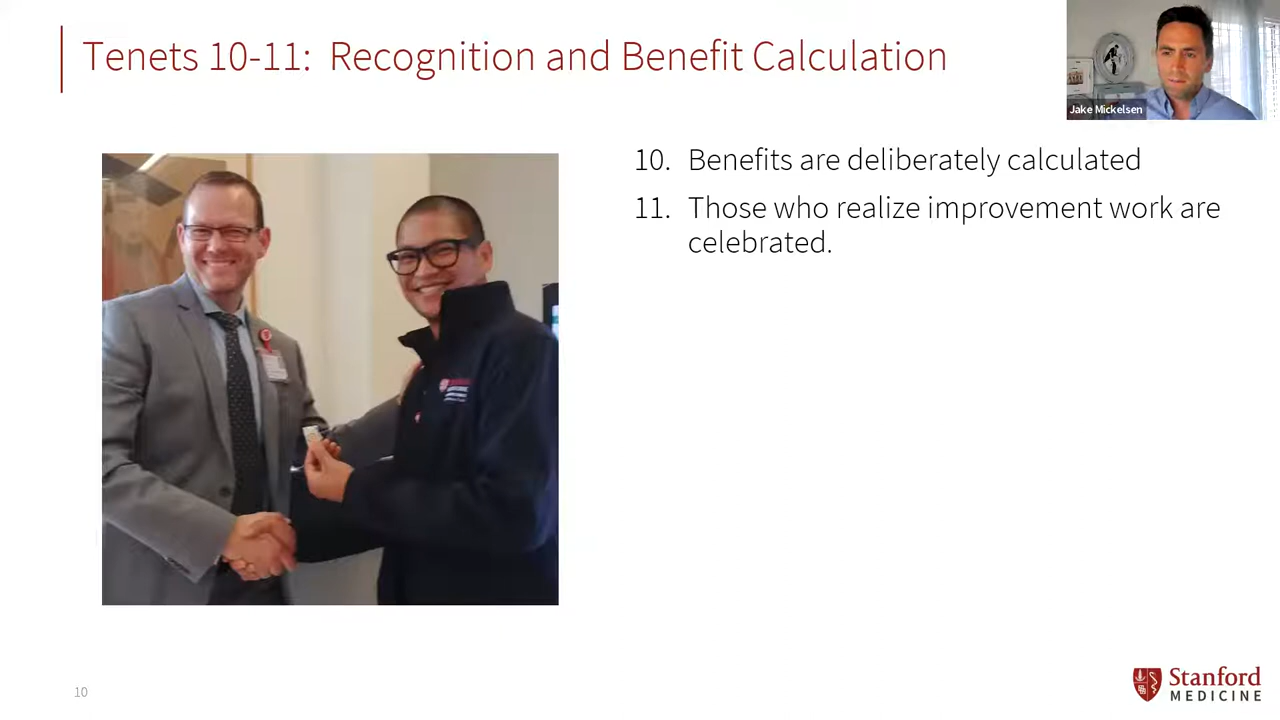 Tenets 10-11: Recognition and Benefit Calculation
Jake Mickelsen
10. Benefits are deliberately calculated
11. Those who realize improvement work are
celebrated.
10
Stanford
MEDICINE